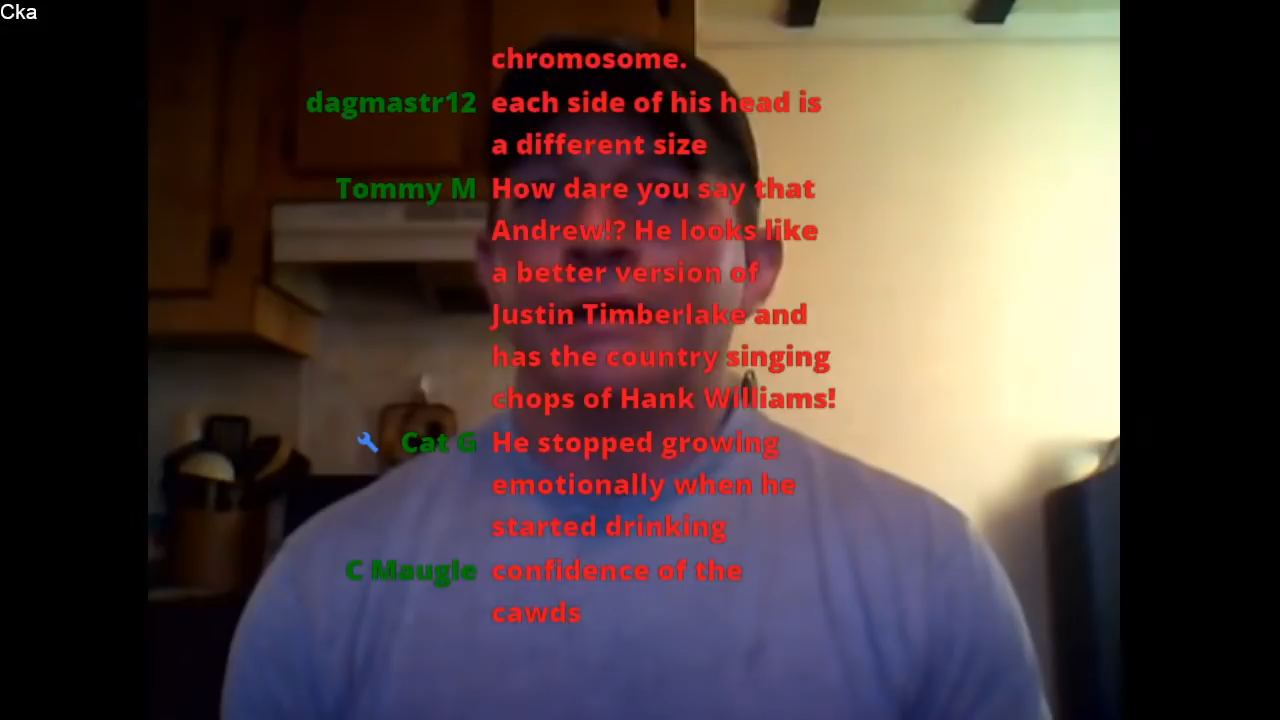 Cka
chromosome.
dagmastr12 each side of his head is
a different size
Tommy M How dare you say that
Andrew!? He looks like
a better version of
Justin Timberlake and
has the country singing
chops of Hank Williams!
Cat G He stopped growing
emotionally when he
started drinking
C Maugle confidence of the
cawds